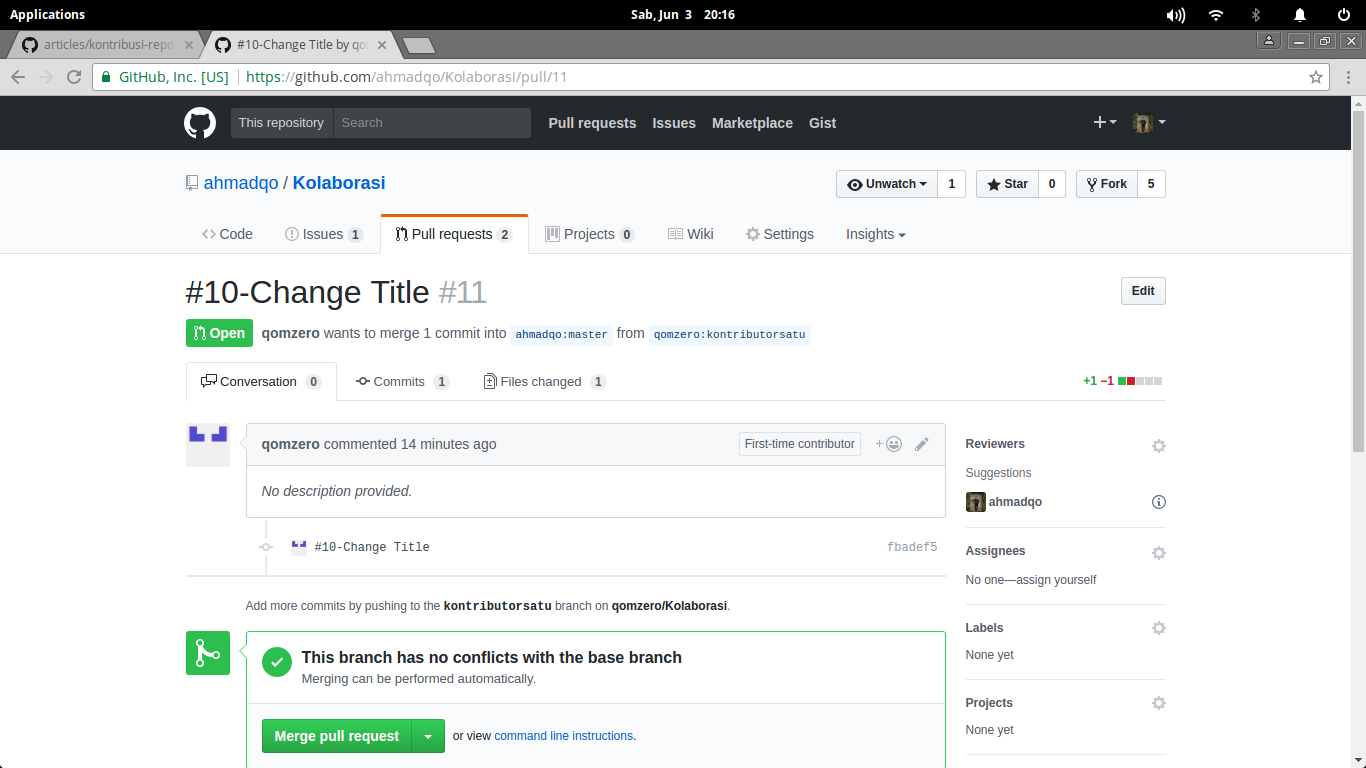 Applications
Sab, Jun 3 20:16
articles/kontribusi-repo
#10-Change Title by qo
GitHub, Inc. [US] https://github.com/ahmadqo/Kolaborasi/pull/11
This repository Search Pull requests Issues Marketplace Gist
ahmadqo / Kolaborasi
Unwatch 1 Star 0 Fork 5
Code Issues 1 Pull requests 2 Projects 0 Wiki Settings Insights
#10-Change Title #11
Edit
Open qomzero wants to merge 1 commit into ahmadqo:master from qomzero:kontributorsatu
Conversation 0 Commits 1 Files changed 1 +1 −1
qomzero commented 14 minutes ago First-time contributor +
No description provided.
#10-Change Title fbadef5
Add more commits by pushing to the kontributorsatu branch on qomzero/Kolaborasi.
This branch has no conflicts with the base branch
Merging can be performed automatically.
Merge pull request or view command line instructions.
Reviewers
Suggestions
ahmadqo
Assignees
No one—assign yourself
Labels
None yet
Projects
None yet